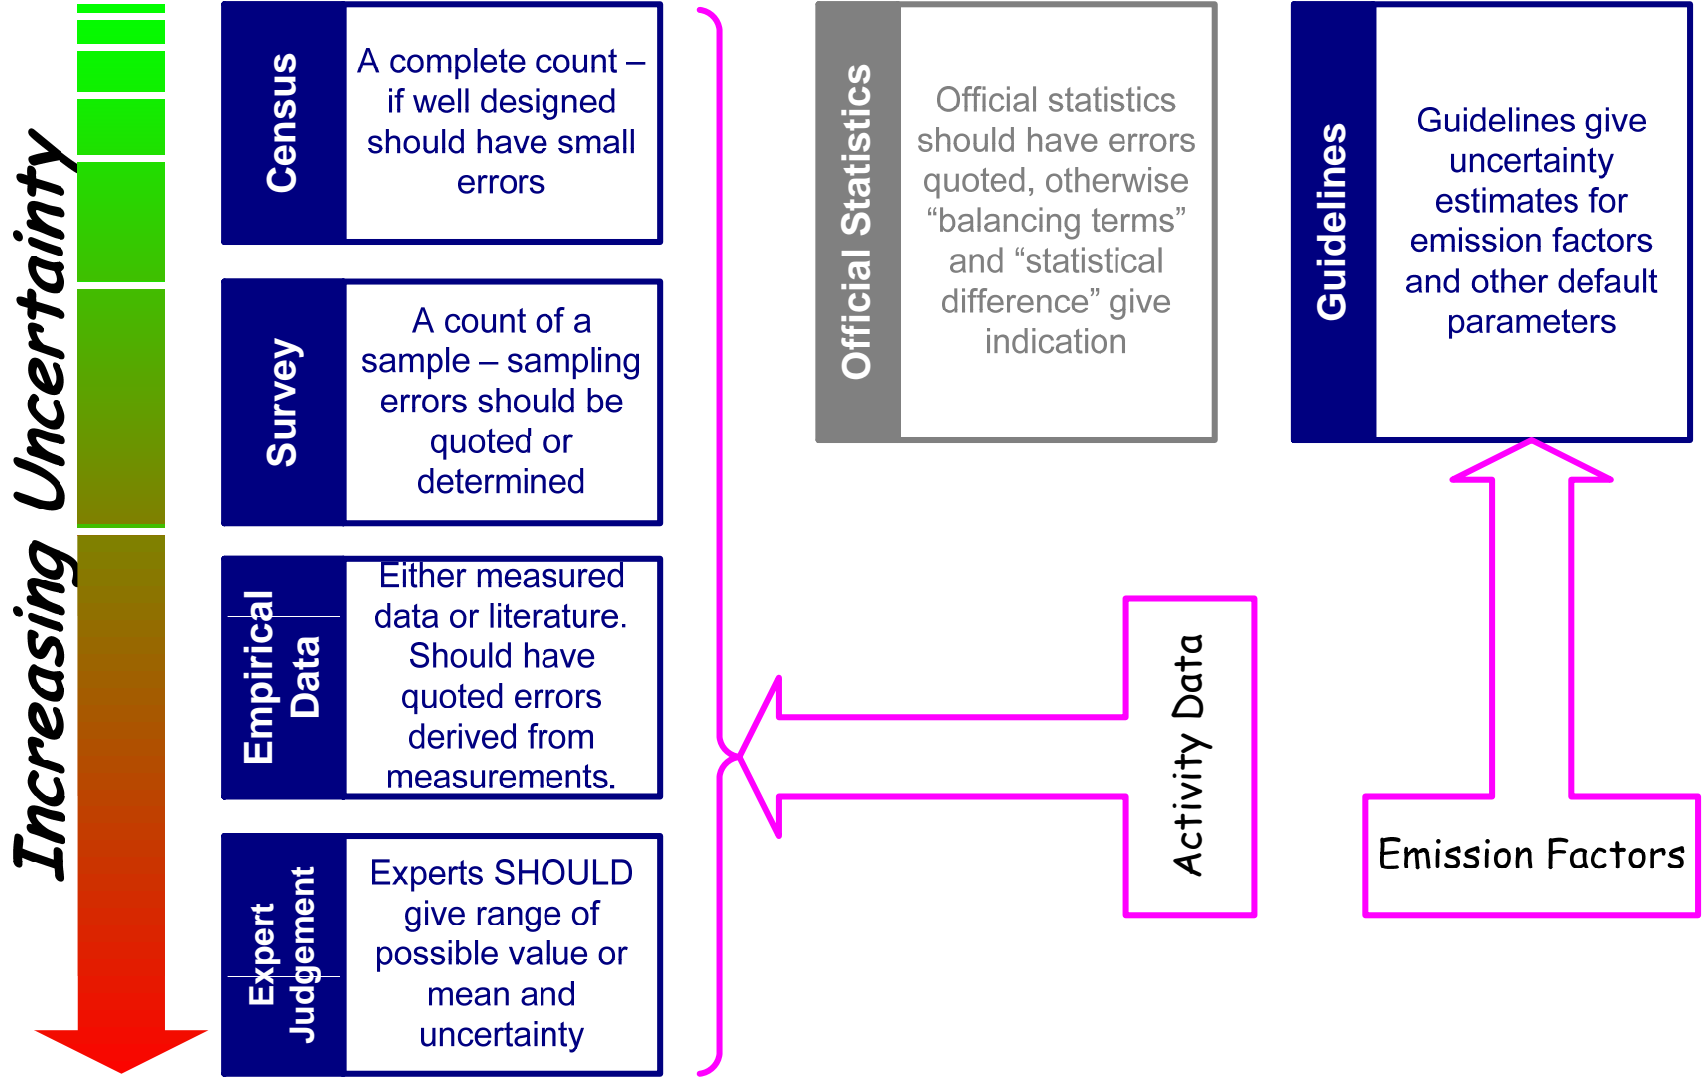 Increasing Uncertainty
Census
A complete count –
if well designed
should have small
errors
Survey
A count of a
sample – sampling
errors should be
quoted or
determined
Empirical
Data
Either measured
data or literature.
Should have
quoted errors
derived from
measurements.
Expert
Judgement
Experts SHOULD
give range of
possible value or
mean and
uncertainty
Official Statistics
Official statistics
should have errors
quoted, otherwise
“balancing terms”
and “statistical
difference” give
indication
Guidelines
Guidelines give
uncertainty
estimates for
emission factors
and other default
parameters
Activity Data
Emission Factors